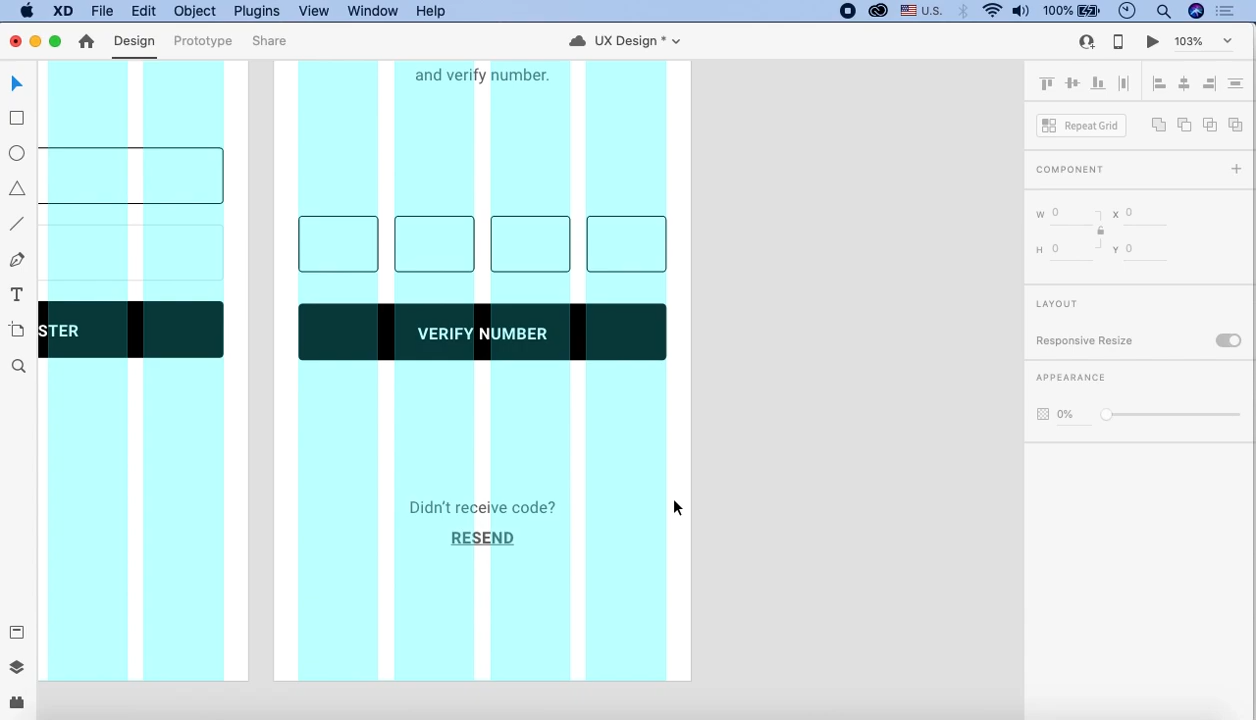 XD File Edit Object Plugins View Window Help U.S. 100%
Design Prototype Share UX Design * 103%
and verify number.
Repeat Grid
COMPONENT
W 0 X 0
H 0 Y 0
LAYOUT
Responsive Resize
APPEARANCE
0%
STER
VERIFY NUMBER
Didn't receive code?
RESEND
T